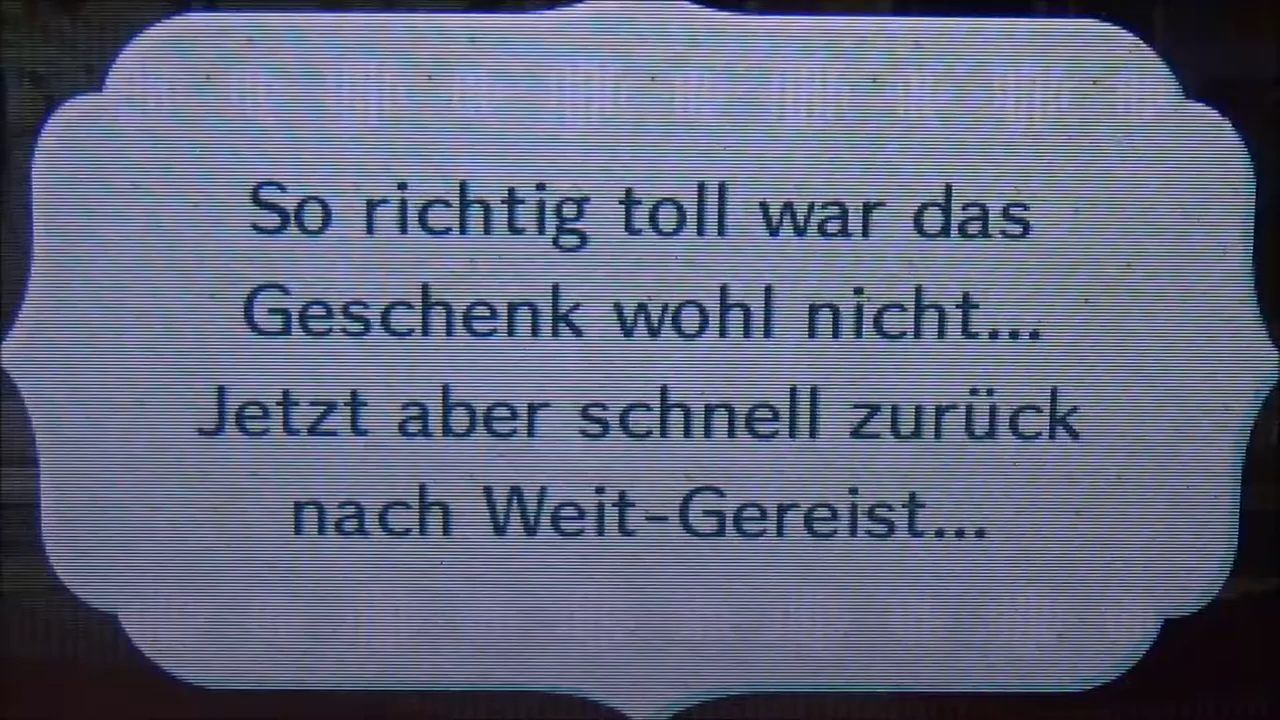 So richtig toll war das
Geschenk wohl nicht...
Jetzt aber schnell zurück
nach Weit-Gereist...